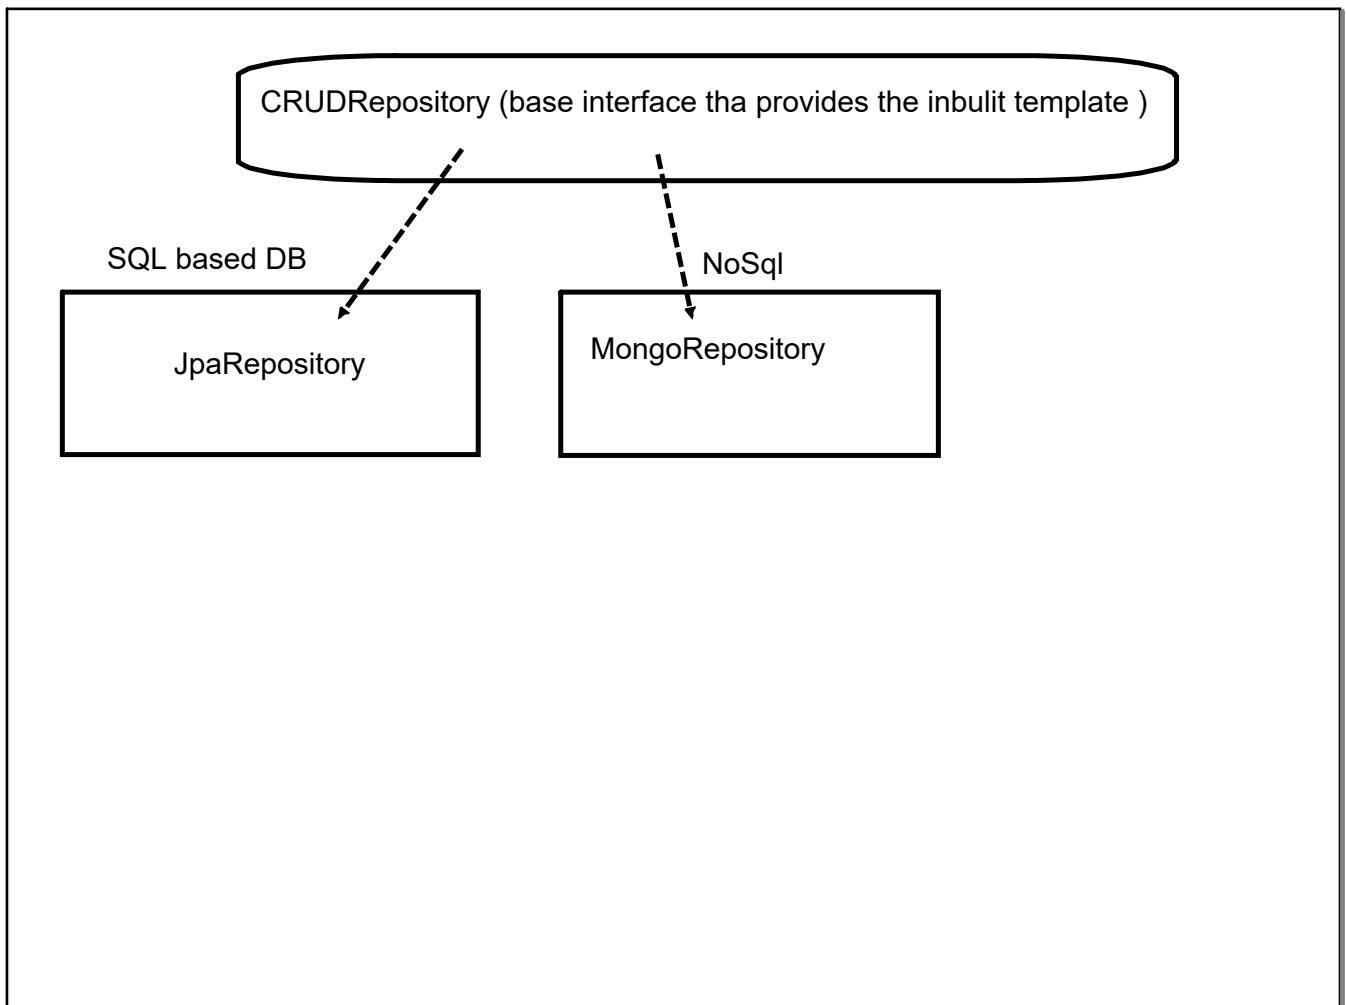 CRUDRepository (base interface tha provides the inbulit template )
SQL based DB
NoSql
JpaRepository
MongoRepository